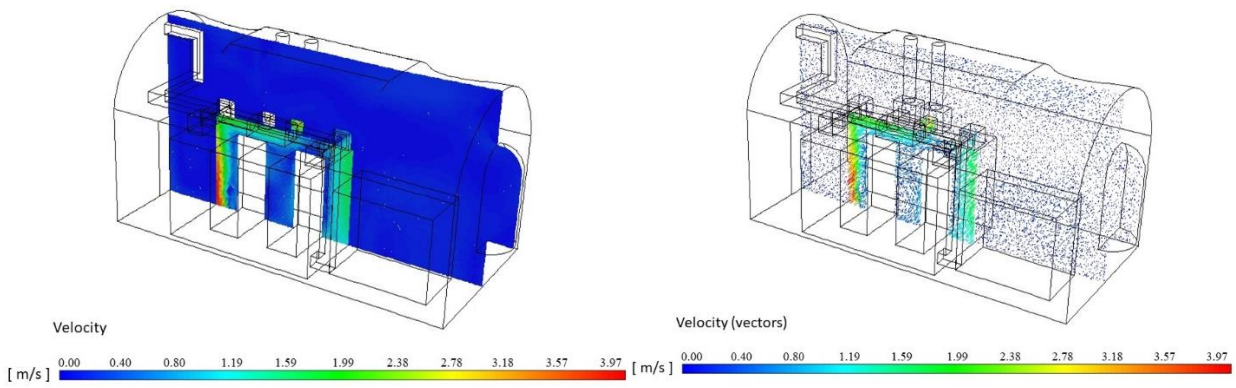 Velocity
[ m/s ] 0.00 0.40 0.80 1.19 1.59 1.99 2.38 2.78 3.18 3.57 3.97
Velocity (vectors)
[ m/s ] 0.00 0.40 0.80 1.19 1.59 1.99 2.38 2.78 3.18 3.57 3.97